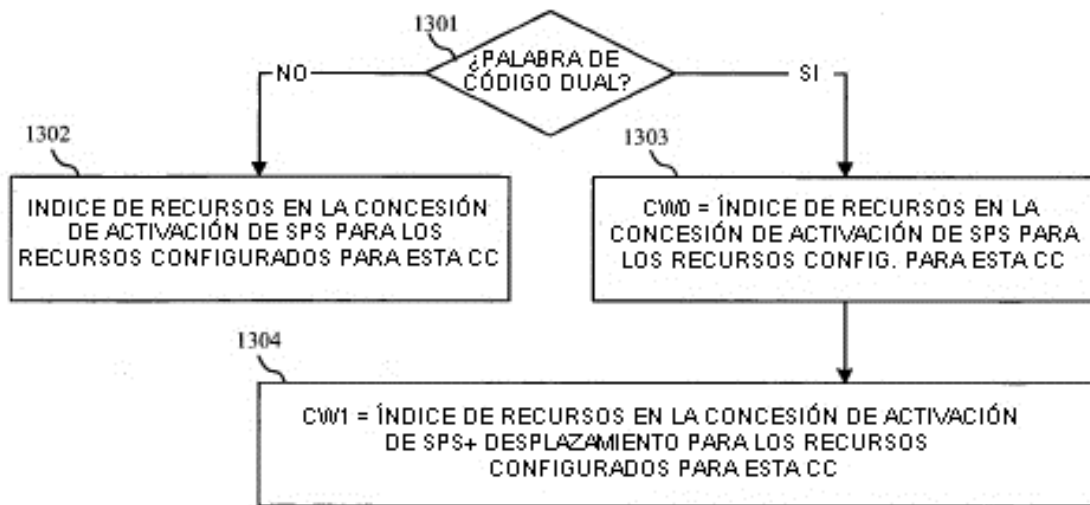 1301
¿PALABRA DE
CÓDIGO DUAL?
NO
SI
1302
INDICE DE RECURSOS EN LA CONCESIÓN
DE ACTIVACIÓN DE SPS PARA LOS
RECURSOS CONFIGURADOS PARA ESTA CC
1303
CW0 = ÍNDICE DE RECURSOS EN LA
CONCESIÓN DE ACTIVACIÓN DE SPS PARA
LOS RECURSOS CONFIG. PARA ESTA CC
1304
CW1 = ÍNDICE DE RECURSOS EN LA CONCESIÓN DE ACTIVACIÓN
DE SPS+ DESPLAZAMIENTO PARA LOS RECURSOS
CONFIGURADOS PARA ESTA CC